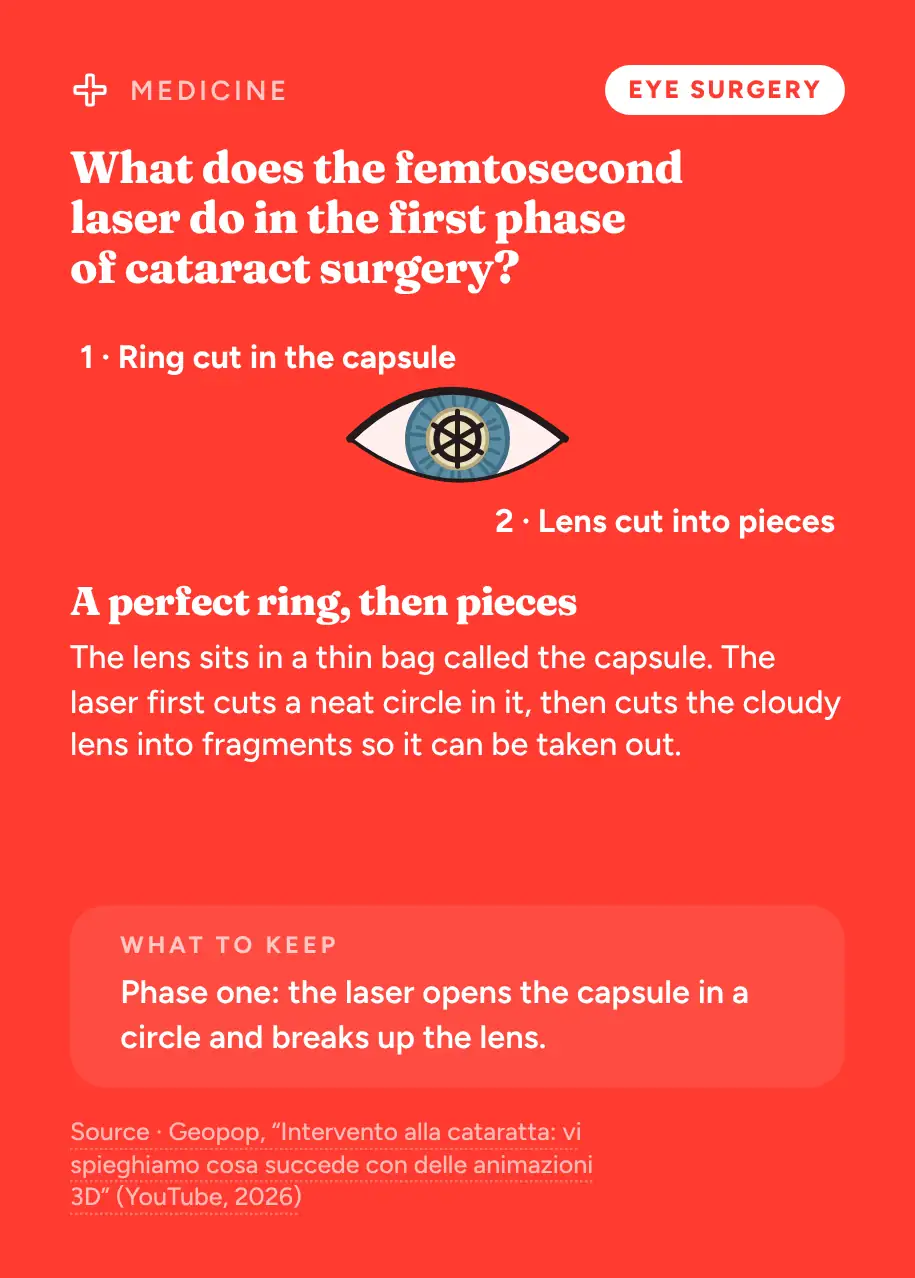 MEDICINE
EYE SURGERY
What does the femtosecond
laser do in the first phase
of cataract surgery?
1 · Ring cut in the capsule
2 · Lens cut into pieces
A perfect ring, then pieces
The lens sits in a thin bag called the capsule. The
laser first cuts a neat circle in it, then cuts the cloudy
lens into fragments so it can be taken out.
WHAT TO KEEP
Phase one: the laser opens the capsule in a
circle and breaks up the lens.
Source · Geopop, “Intervento alla cataratta: vi
spieghiamo cosa succede con delle animazioni
3D” (YouTube, 2026)